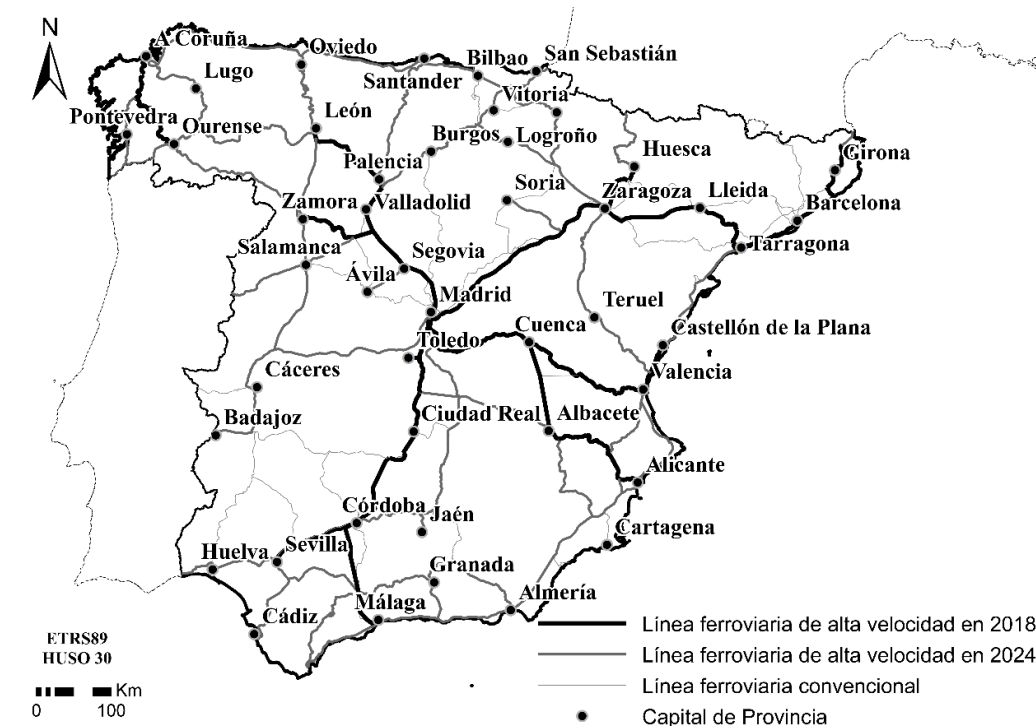 N
A Coruña
Oviedo
Bilbao
San Sebastián
Lugo
Santander
Vitoria
León
Pontevedra
Ourense
Burgos
Logroño
Huesca
Girona
Palencia
Soria
Zaragoza
Lleida
Zamora
Valladolid
Barcelona
Salamanca
Segovia
Tarragona
Ávila
Madrid
Teruel
Cuenca
Castellón de la Plana
Toledo
Cáceres
Valencia
Badajoz
Ciudad Real
Albacete
Alicante
Córdoba
Jaén
Cartagena
Huelva
Sevilla
Granada
Almería
Málaga
Cádiz
Línea ferroviaria de alta velocidad en 2018
Línea ferroviaria de alta velocidad en 2024
Línea ferroviaria convencional
Capital de Provincia
ETRS89
HUSO 30
Km
0 100